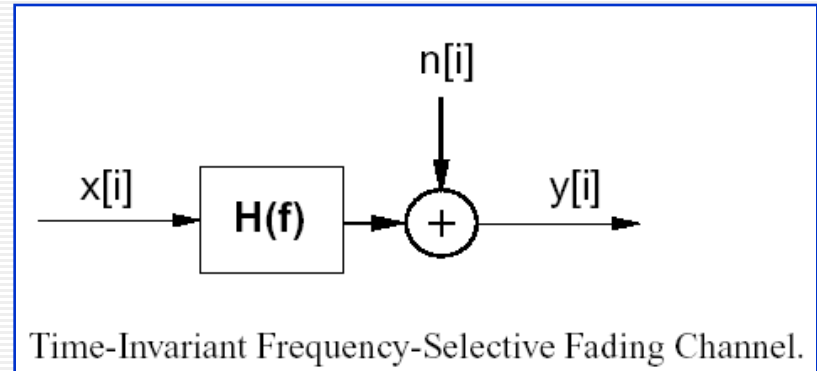 n[i]
x[i]
H(f)
+
y[i]
Time-Invariant Frequency-Selective Fading Channel.